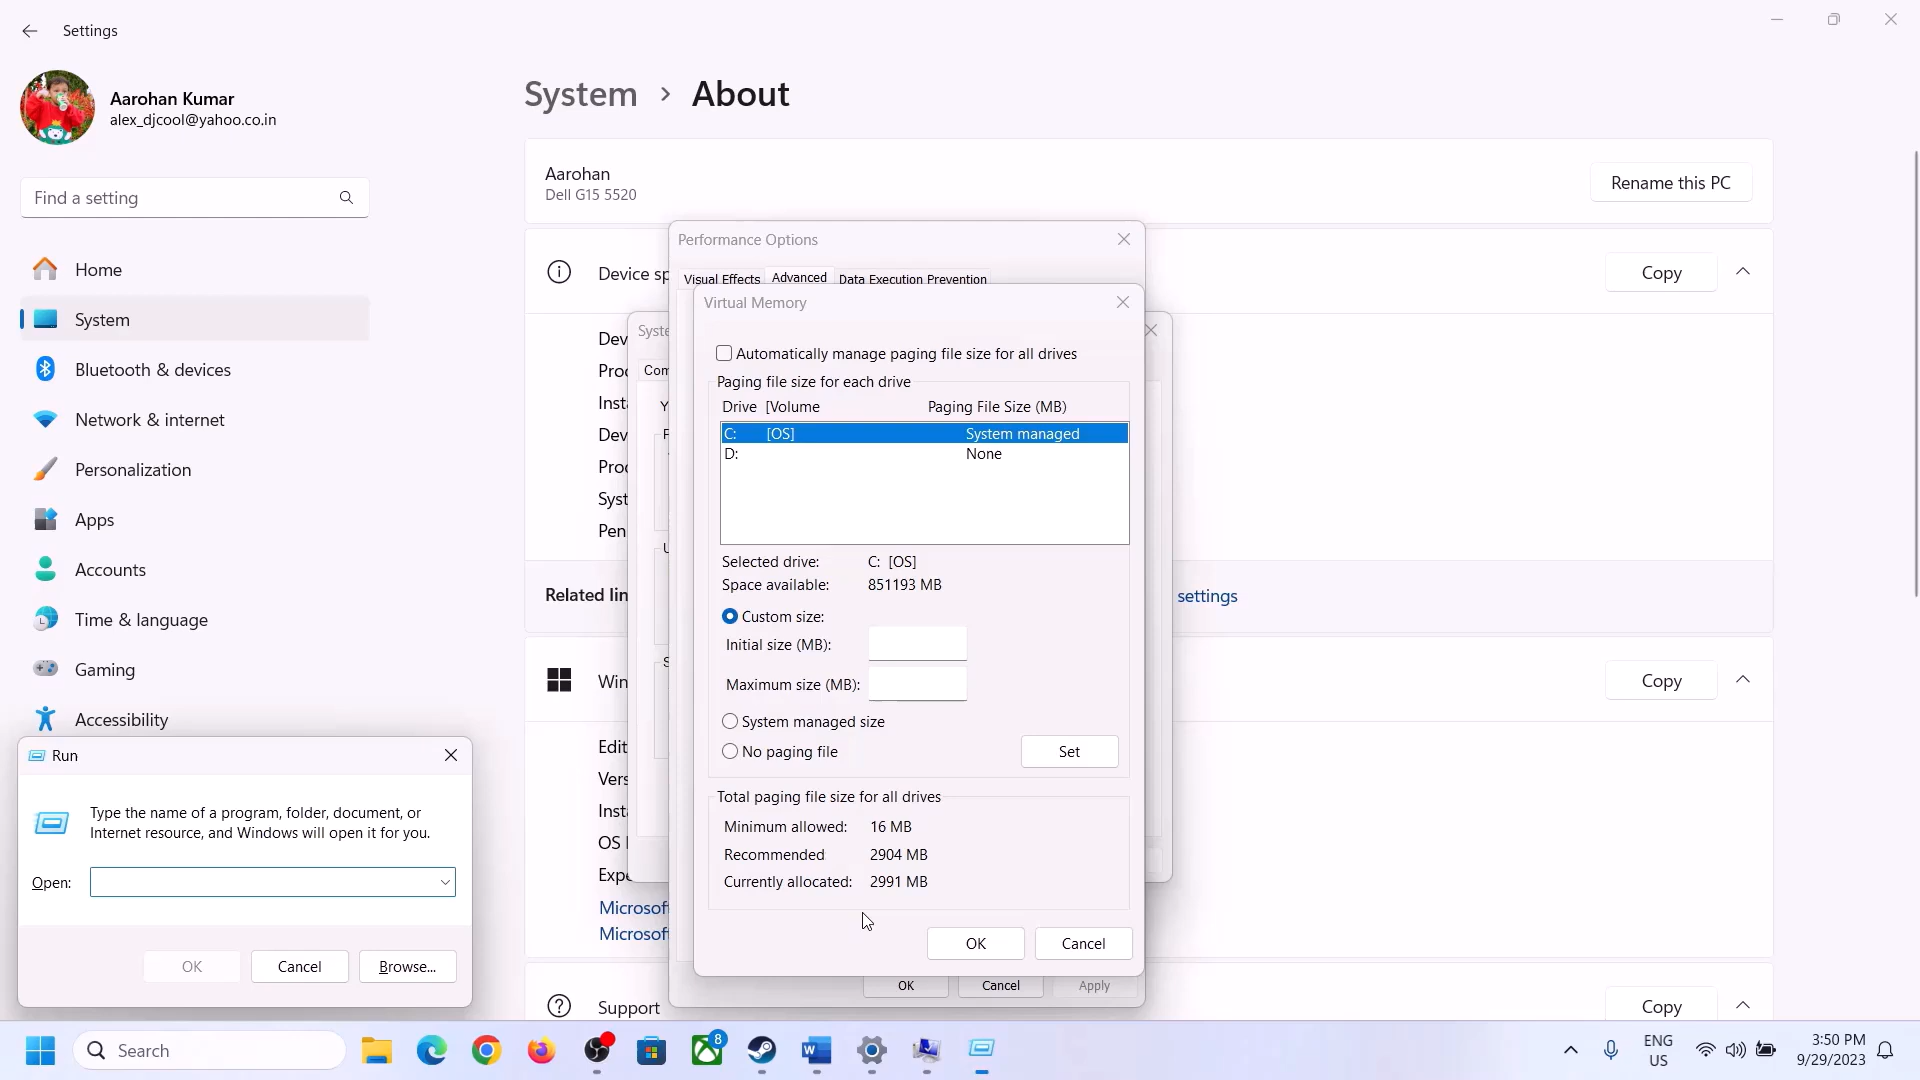 Settings
Aarohan Kumar
alex_djcool@yahoo.co.in
Find a setting
Home
System
Bluetooth & devices
Network & internet
Personalization
Apps
Accounts
Time & language
Gaming
Accessibility
System > About
Aarohan
Dell G15 5520
Rename this PC
Device sp
Copy
Dev
Proc
Insta
Dev
Proc
Syst
Pen
Related lin
settings
Win
Copy
Edit
Vers
Insta
OS
Expe
Microsof
Microsof
Support
Copy
Syste
Com
Performance Options
Visual Effects
Advanced
Data Execution Prevention
OK
Cancel
Apply
Virtual Memory
Automatically manage paging file size for all drives
Paging file size for each drive
Drive [Volume Paging File Size (MB)
C: [OS] System managed
D: None
Selected drive: C: [OS]
Space available: 851193 MB
Custom size:
Initial size (MB):
Maximum size (MB):
System managed size
No paging file
Set
Total paging file size for all drives
Minimum allowed: 16 MB
Recommended 2904 MB
Currently allocated: 2991 MB
OK
Cancel
Run
Type the name of a program, folder, document, or
Internet resource, and Windows will open it for you.
Open:
OK
Cancel
Browse...
Search
8
ENG
US
3:50 PM
9/29/2023